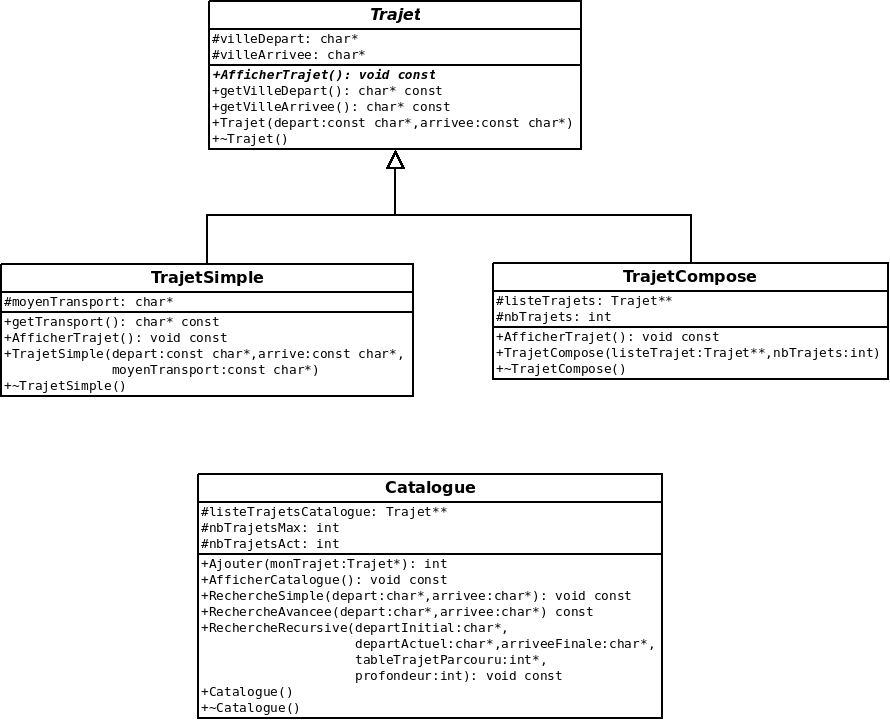 Trajet
#villeDepart: char*
#villeArrivee: char*
+AfficherTrajet(): void const
+getVilleDepart(): char* const
+getVilleArrivee(): char* const
+Trajet(depart:const char*,arrivee:const char*)
+~Trajet()
TrajetSimple
#moyenTransport: char*
+getTransport(): char* const
+AfficherTrajet(): void const
+TrajetSimple(depart:const char*,arrive:const char*,
moyenTransport:const char*)
+~TrajetSimple()
TrajetCompose
#listeTrajets: Trajet**
#nbTrajets: int
+AfficherTrajet(): void const
+TrajetCompose(listeTrajet:Trajet**,nbTrajets:int)
+~TrajetCompose()
Catalogue
#listeTrajetsCatalogue: Trajet**
#nbTrajetsMax: int
#nbTrajetsAct: int
+Ajouter(monTrajet:Trajet*): int
+AfficherCatalogue(): void const
+RechercheSimple(depart:char*,arrivee:char*): void const
+RechercheAvancee(depart:char*,arrivee:char*) const
+RechercheRecursive(departInitial:char*,
departActuel:char*,arriveeFinale:char*,
tableTrajetParcouru:int*,
profondeur:int): void const
+Catalogue()
+~Catalogue()